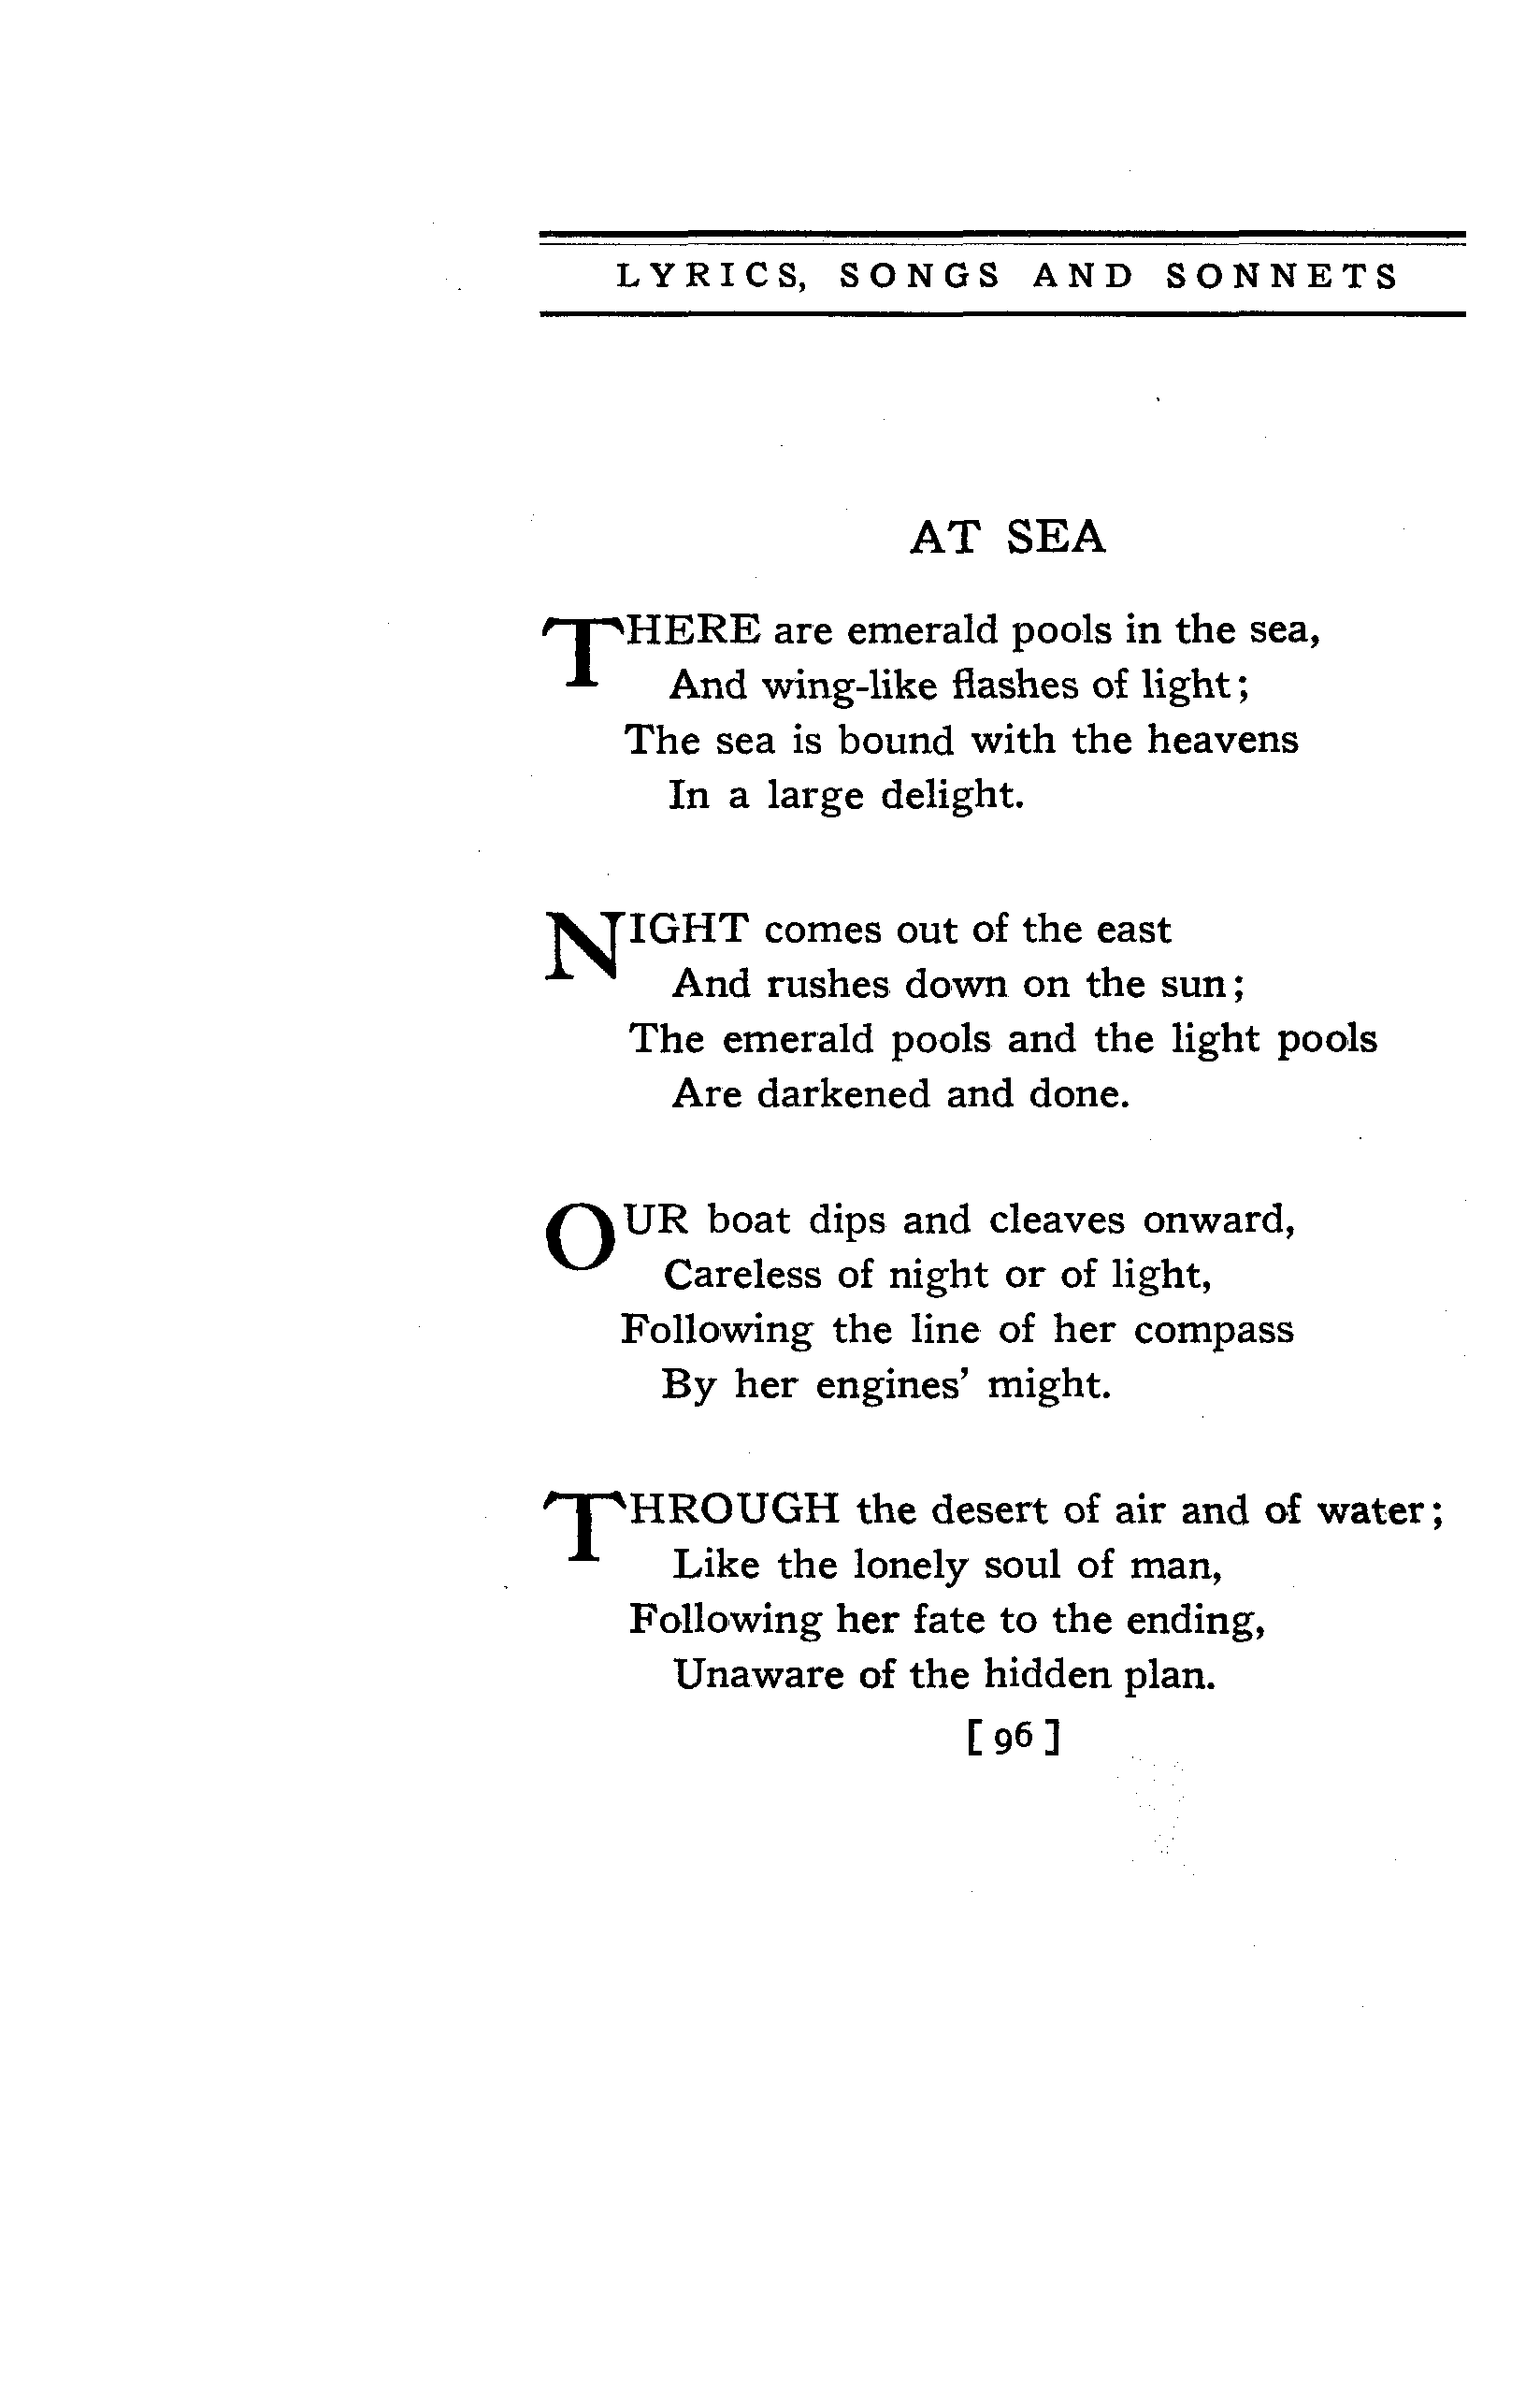 LYRICS, SONGS AND SONNETS
AT SEA
THERE are emerald pools in the sea,
And wing-like flashes of light;
The sea is bound with the heavens
In a large delight.
NIGHT comes out of the east
And rushes down on the sun;
The emerald pools and the light pools
Are darkened and done.
OUR boat dips and cleaves onward,
Careless of night or of light,
Following the line of her compass
By her engines' might.
THROUGH the desert of air and of water;
Like the lonely soul of man,
Following her fate to the ending,
Unaware of the hidden plan.
[ 96 ]